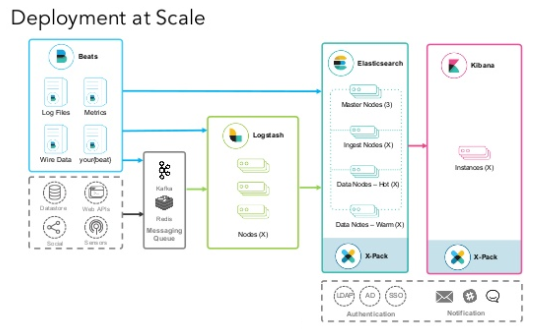 Deployment at Scale
Beats
Log Files
Metrics
Wire Data
your{beat}
Datastore
Web APIs
Social
Sensors
Kafka
Redis
Messaging
Queue
Logstash
Nodes (X)
Elasticsearch
Master Nodes (3)
Ingest Nodes (X)
Data Nodes – Hot (X)
Data Notes – Warm (X)
X-Pack
Kibana
Instances (X)
X-Pack
LDAP
AD
SSO
Authentication
Notification